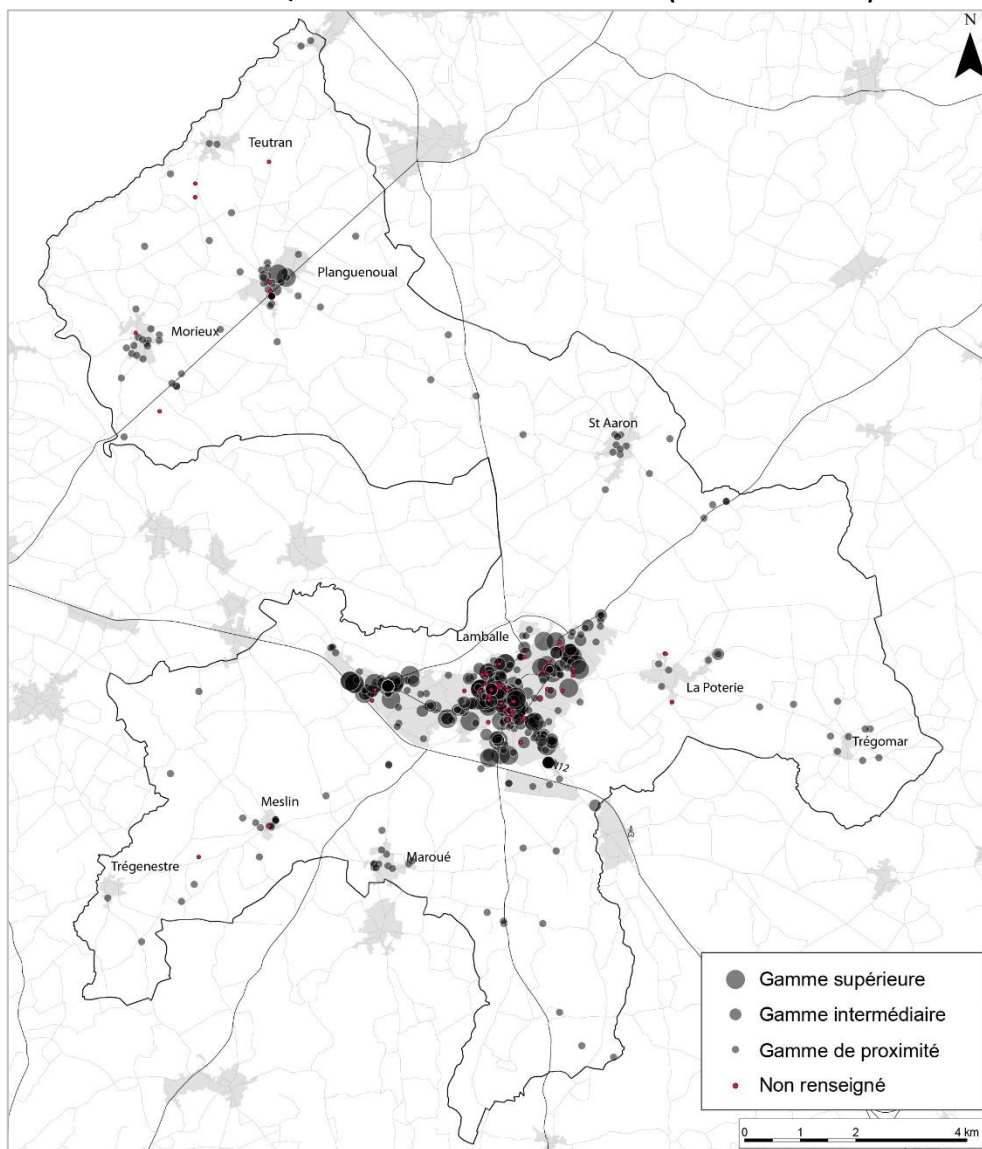 N
Teutran
Planguenoual
Morieux
St Aaron
Lamballe
La Poterie
Trégomar
N12
Meslin
Maroué
Trégenestre
Gamme supérieure
Gamme intermédiaire
Gamme de proximité
Non renseigné
0 1 2 4 km